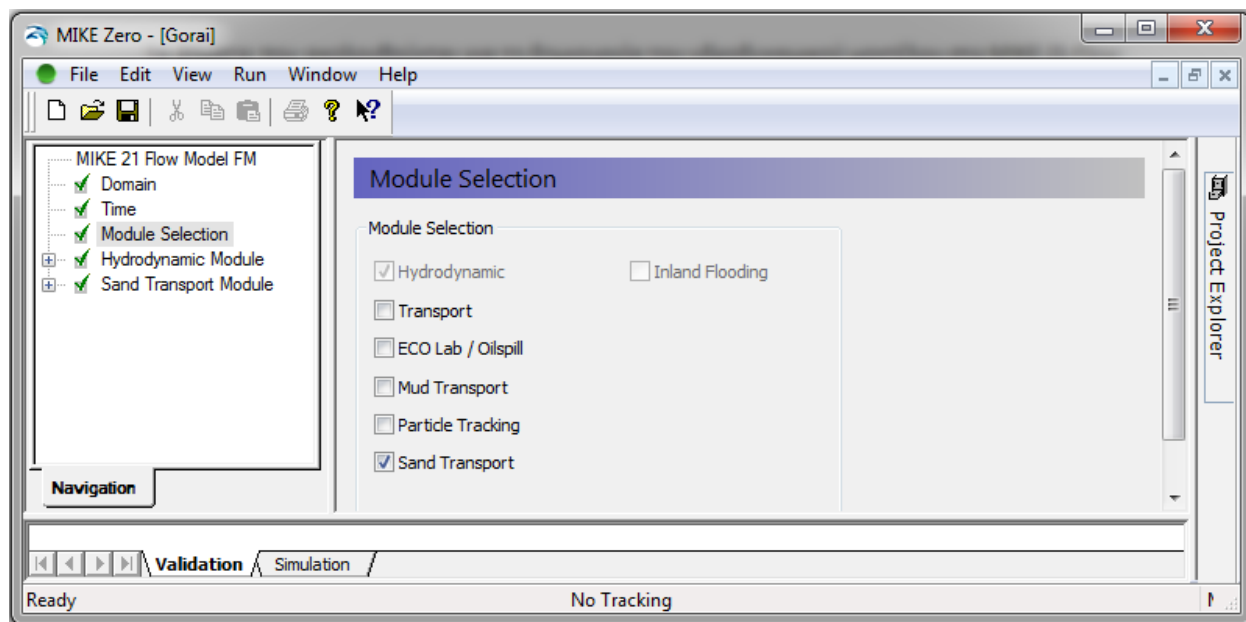 MIKE Zero - [Gorai]
File Edit View Run Window Help
MIKE 21 Flow Model FM
Domain
Time
Module Selection
Hydrodynamic Module
Sand Transport Module
Navigation
Module Selection
Module Selection
Hydrodynamic Inland Flooding
Transport
ECO Lab / Oilspill
Mud Transport
Particle Tracking
Sand Transport
Project Explorer
Validation Simulation
Ready No Tracking